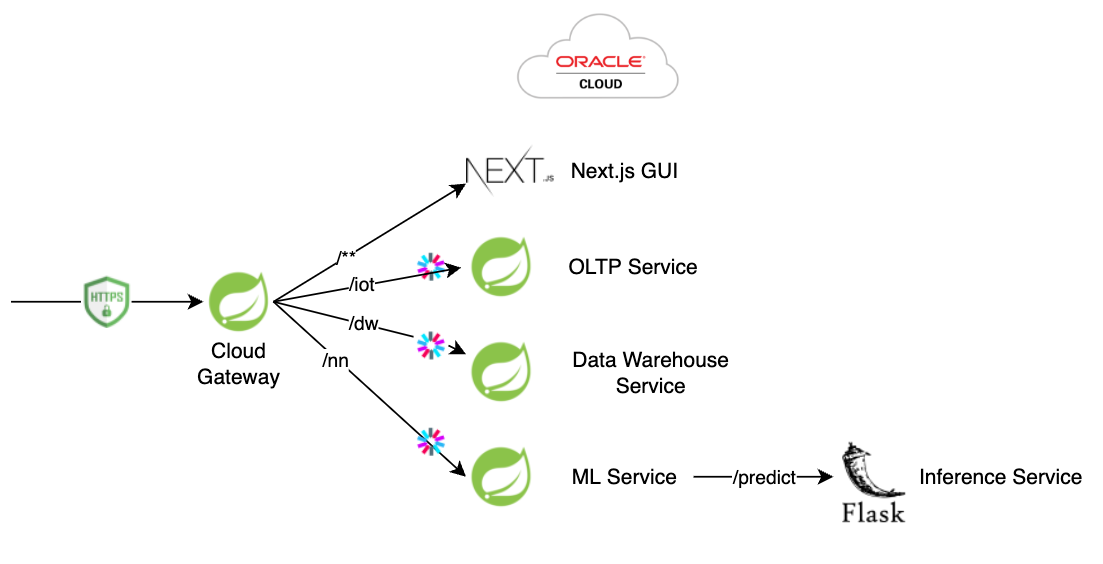 ORACLE
CLOUD
NEXT.JS
Next.js GUI
/**
/iot
OLTP Service
HTTPS
Cloud
Gateway
/dw
/nn
Data Warehouse
Service
ML Service
/predict
Flask
Inference Service